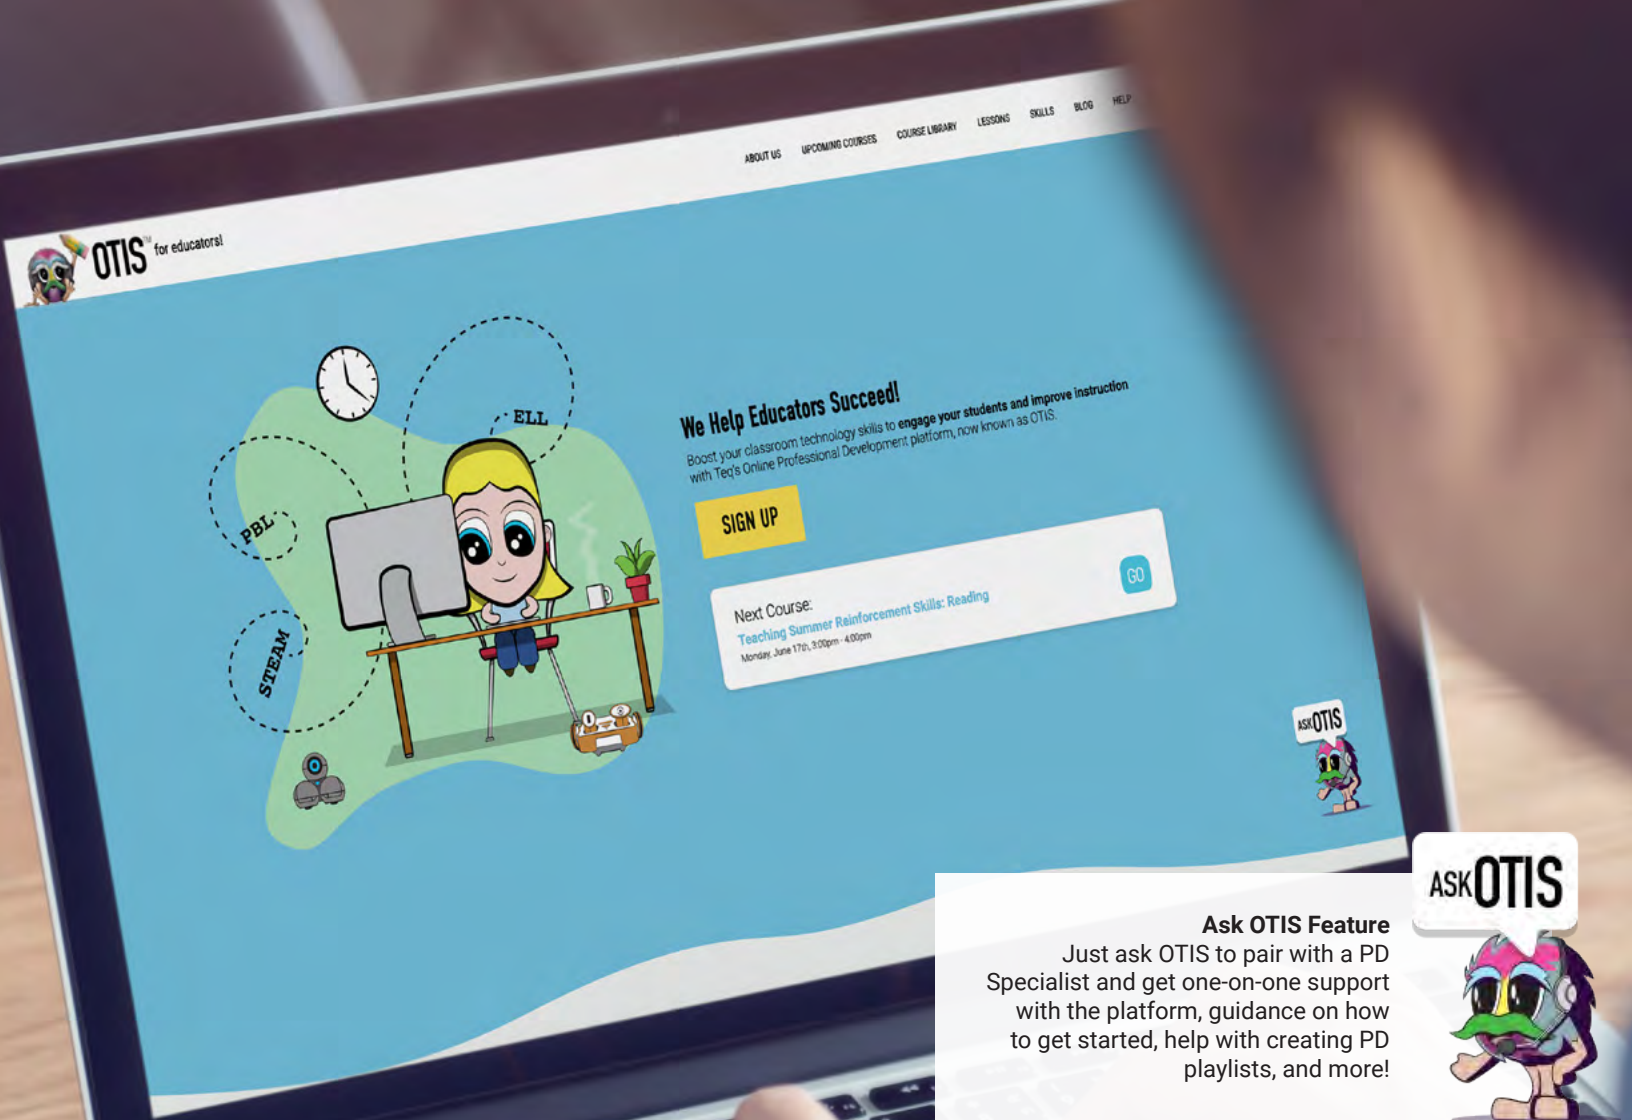 ABOUT US UPCOMING COURSES COURSE LIBRARY LESSONS SKILLS BLOG HELP
OTIS™ for educators!
ELL
PBL
STEAM
We Help Educators Succeed!
Boost your classroom technology skills to engage your students and improve instruction
with Teq's Online Professional Development platform, now known as OTIS.
SIGN UP
Next Course:
Teaching Summer Reinforcement Skills: Reading
Monday, June 17th, 3:00pm - 4:00pm
GO
ASK OTIS
ASK OTIS
Ask OTIS Feature
Just ask OTIS to pair with a PD
Specialist and get one-on-one support
with the platform, guidance on how
to get started, help with creating PD
playlists, and more!